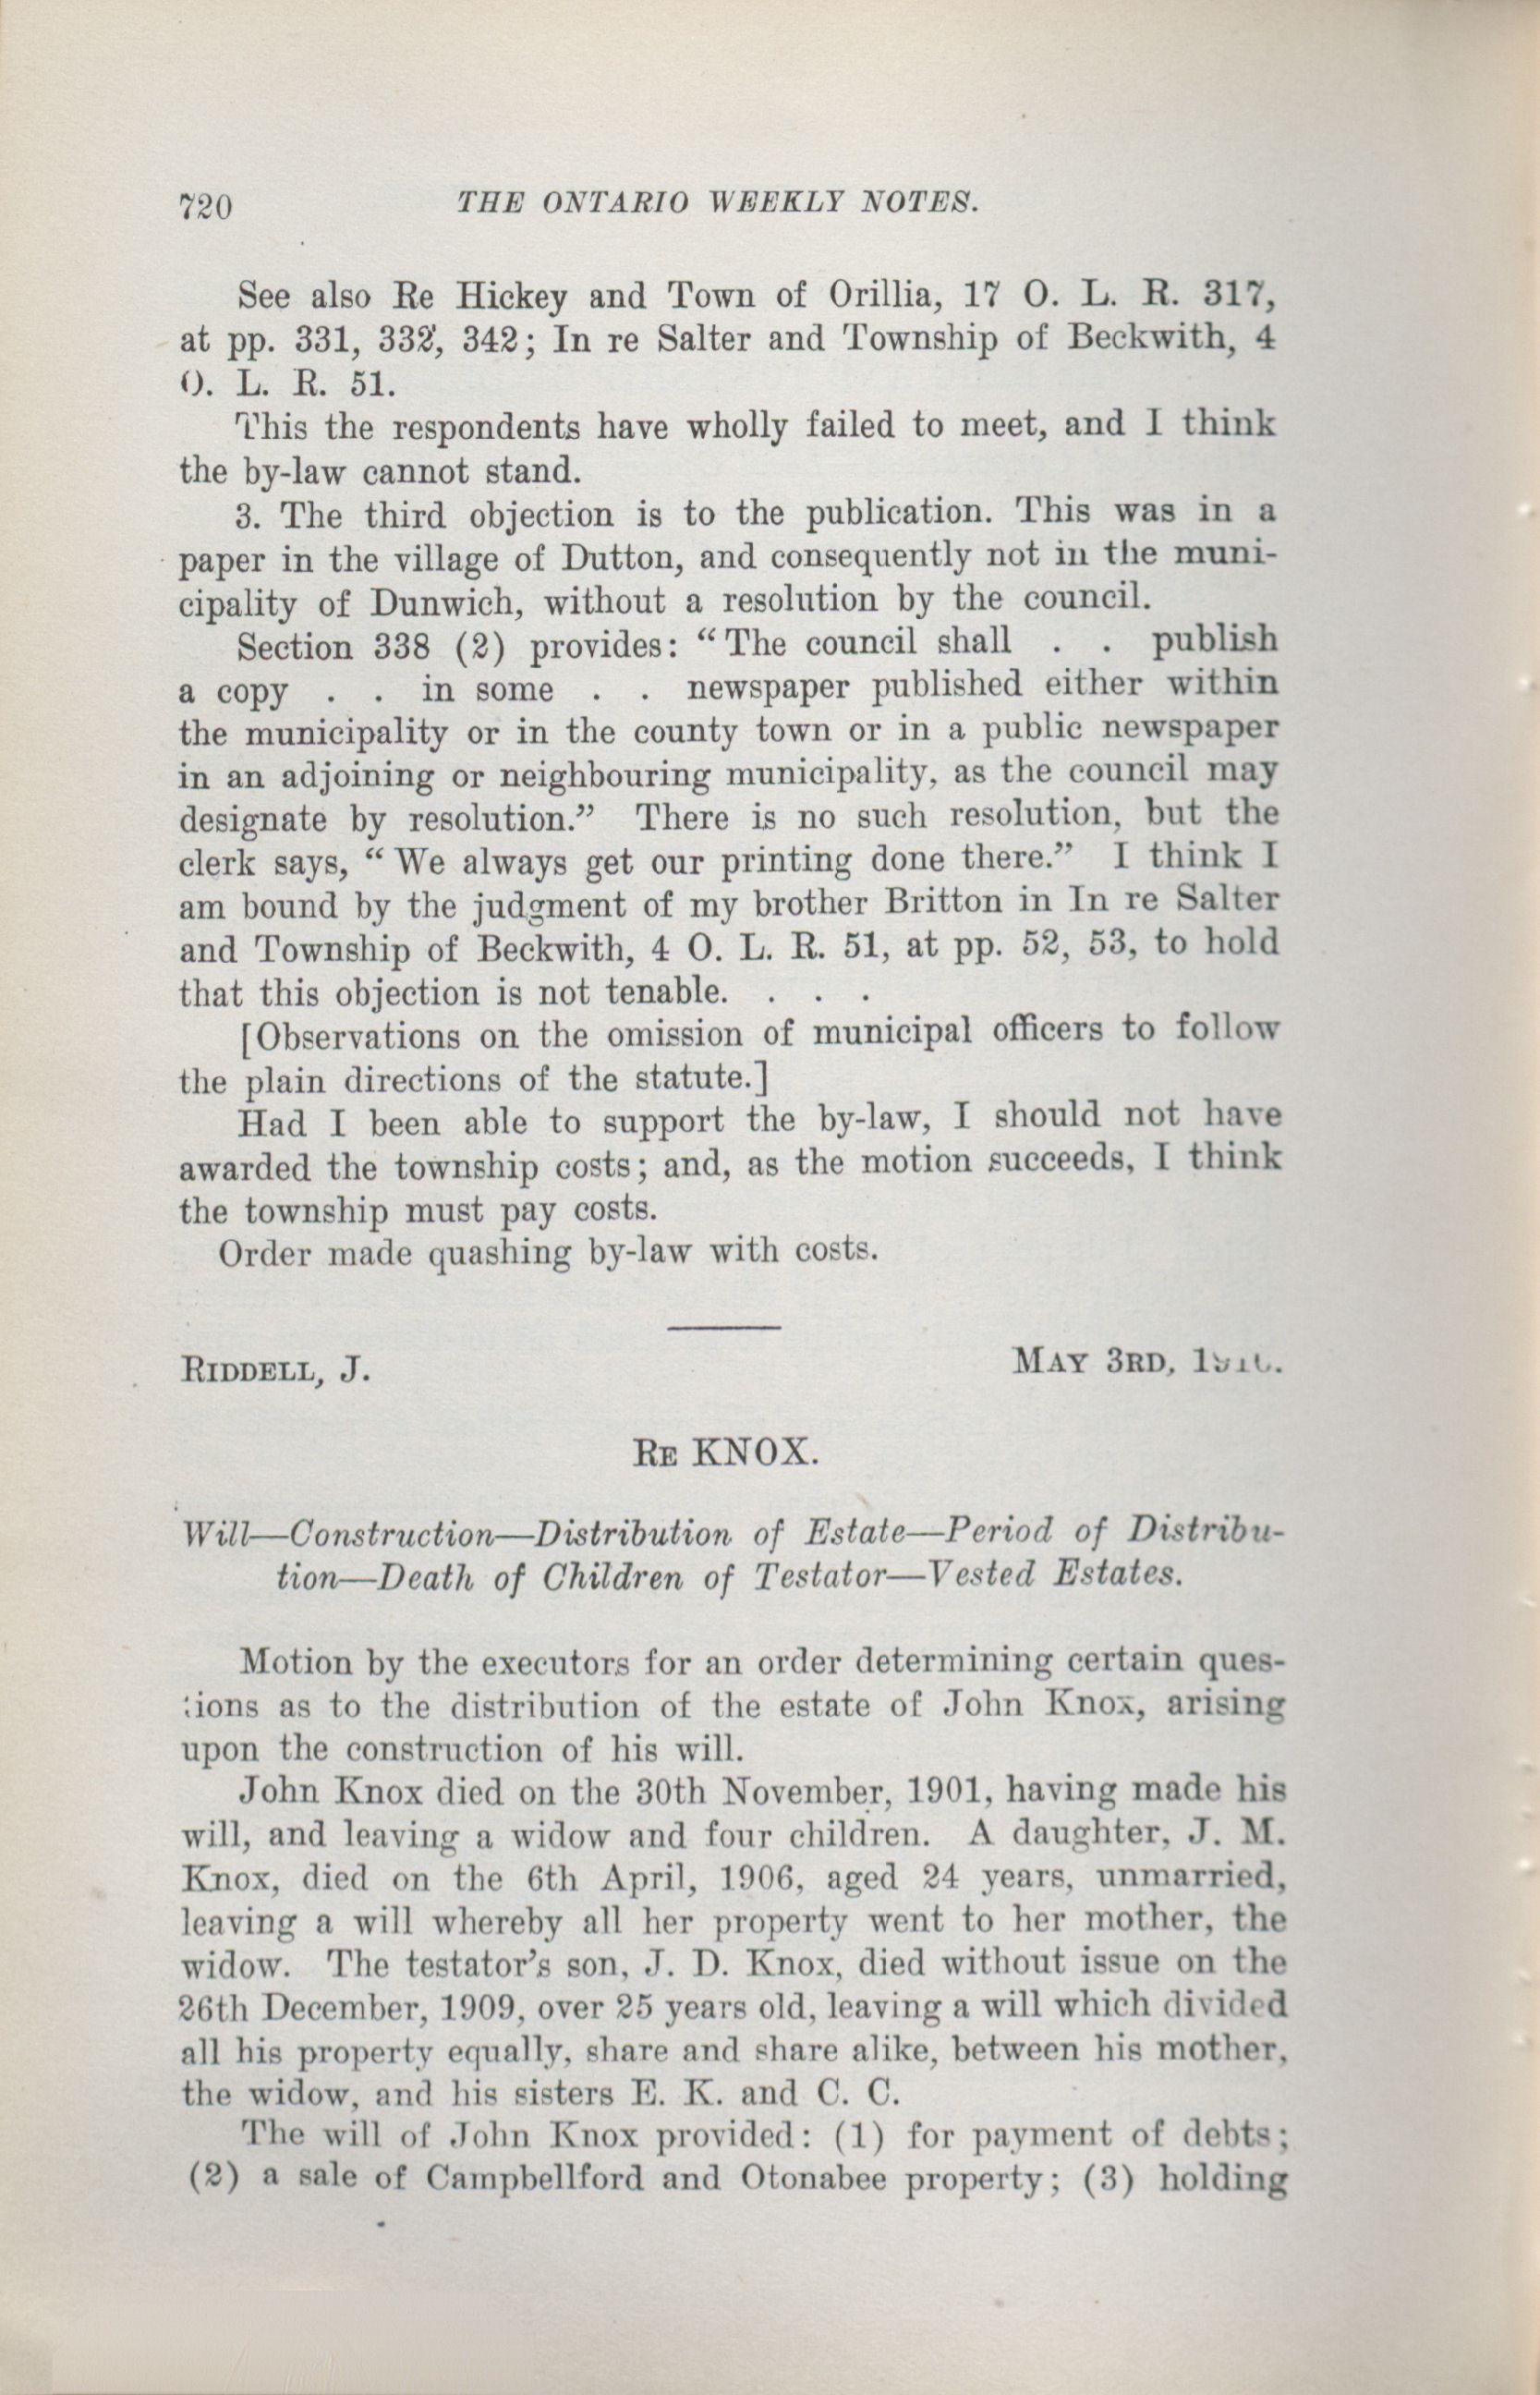 720 THE ONTARIO WEEKLY NOTES.
See also Re Hickey and Town of Orillia, 17 O. L. R. 317,
at pp. 331, 332, 342; In re Salter and Township of Beckwith, 4
O. L. R. 51.
This the respondents have wholly failed to meet, and I think
the by-law cannot stand.
3. The third objection is to the publication. This was in a
paper in the village of Dutton, and consequently not in the muni-
cipality of Dunwich, without a resolution by the council.
Section 338 (2) provides: “The council shall . . publish
a copy . . in some . . newspaper published either within
the municipality or in the county town or in a public newspaper
in an adjoining or neighbouring municipality, as the council may
designate by resolution.” There is no such resolution, but the
clerk says, “We always get our printing done there.” I think I
am bound by the judgment of my brother Britton in In re Salter
and Township of Beckwith, 4 O. L. R. 51, at pp. 52, 53, to hold
that this objection is not tenable. . . .
[Observations on the omission of municipal officers to follow
the plain directions of the statute.]
Had I been able to support the by-law, I should not have
awarded the township costs; and, as the motion succeeds, I think
the township must pay costs.
Order made quashing by-law with costs.
RIDDELL, J. MAY 3RD,
RE KNOX.
Will—Construction—Distribution of Estate—Period of Distribu-
tion—Death of Children of Testator—Vested Estates.
Motion by the executors for an order determining certain ques-
tions as to the distribution of the estate of John Knox, arising
upon the construction of his will.
John Knox died on the 30th November, 1901, having made his
will, and leaving a widow and four children. A daughter, J. M.
Knox, died on the 6th April, 1906, aged 24 years, unmarried,
leaving a will whereby all her property went to her mother, the
widow. The testator’s son, J. D. Knox, died without issue on the
26th December, 1909, over 25 years old, leaving a will which divided
all his property equally, share and share alike, between his mother,
the widow, and his sisters E. K. and C. C.
The will of John Knox provided: (1) for payment of debts;
(2) a sale of Campbellford and Otonabee property; (3) holding